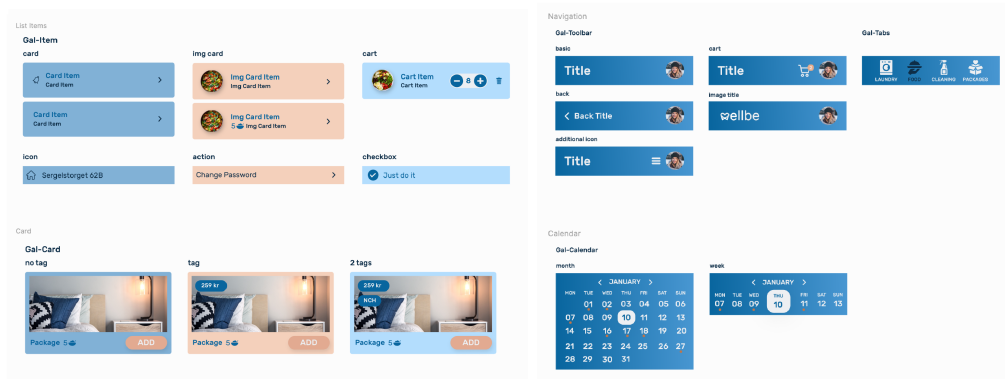 List Items
Gal-Item
card
img card
cart
Card Item
Card Item
Img Card Item
Img Card Item
Cart Item
Cart Item
8
Card Item
Card Item
Img Card Item
5 Img Card Item
icon
action
checkbox
Sergelstorget 62B
Change Password
Just do it
Card
Gal-Card
no tag
tag
2 tags
259 kr
259 kr
NCH
Package 5
ADD
Package 5
ADD
Package 5
ADD
Navigation
Gal-Toolbar
Gal-Tabs
basic
cart
Title
Title
LAUNDRY
FOOD
CLEANING
PACKAGES
back
image title
Back Title
wellbe
additional icon
Title
Calendar
Gal-Calendar
month
week
JANUARY
MON TUE WED THU FRI SAT SUN
01 02 03 04 05 06
07 08 09 10 11 12 13
14 15 16 17 18 19 20
21 22 23 24 25 26 27
28 29 30 31
JANUARY
MON TUE WED THU FRI SAT SUN
07 08 09 10 11 12 13